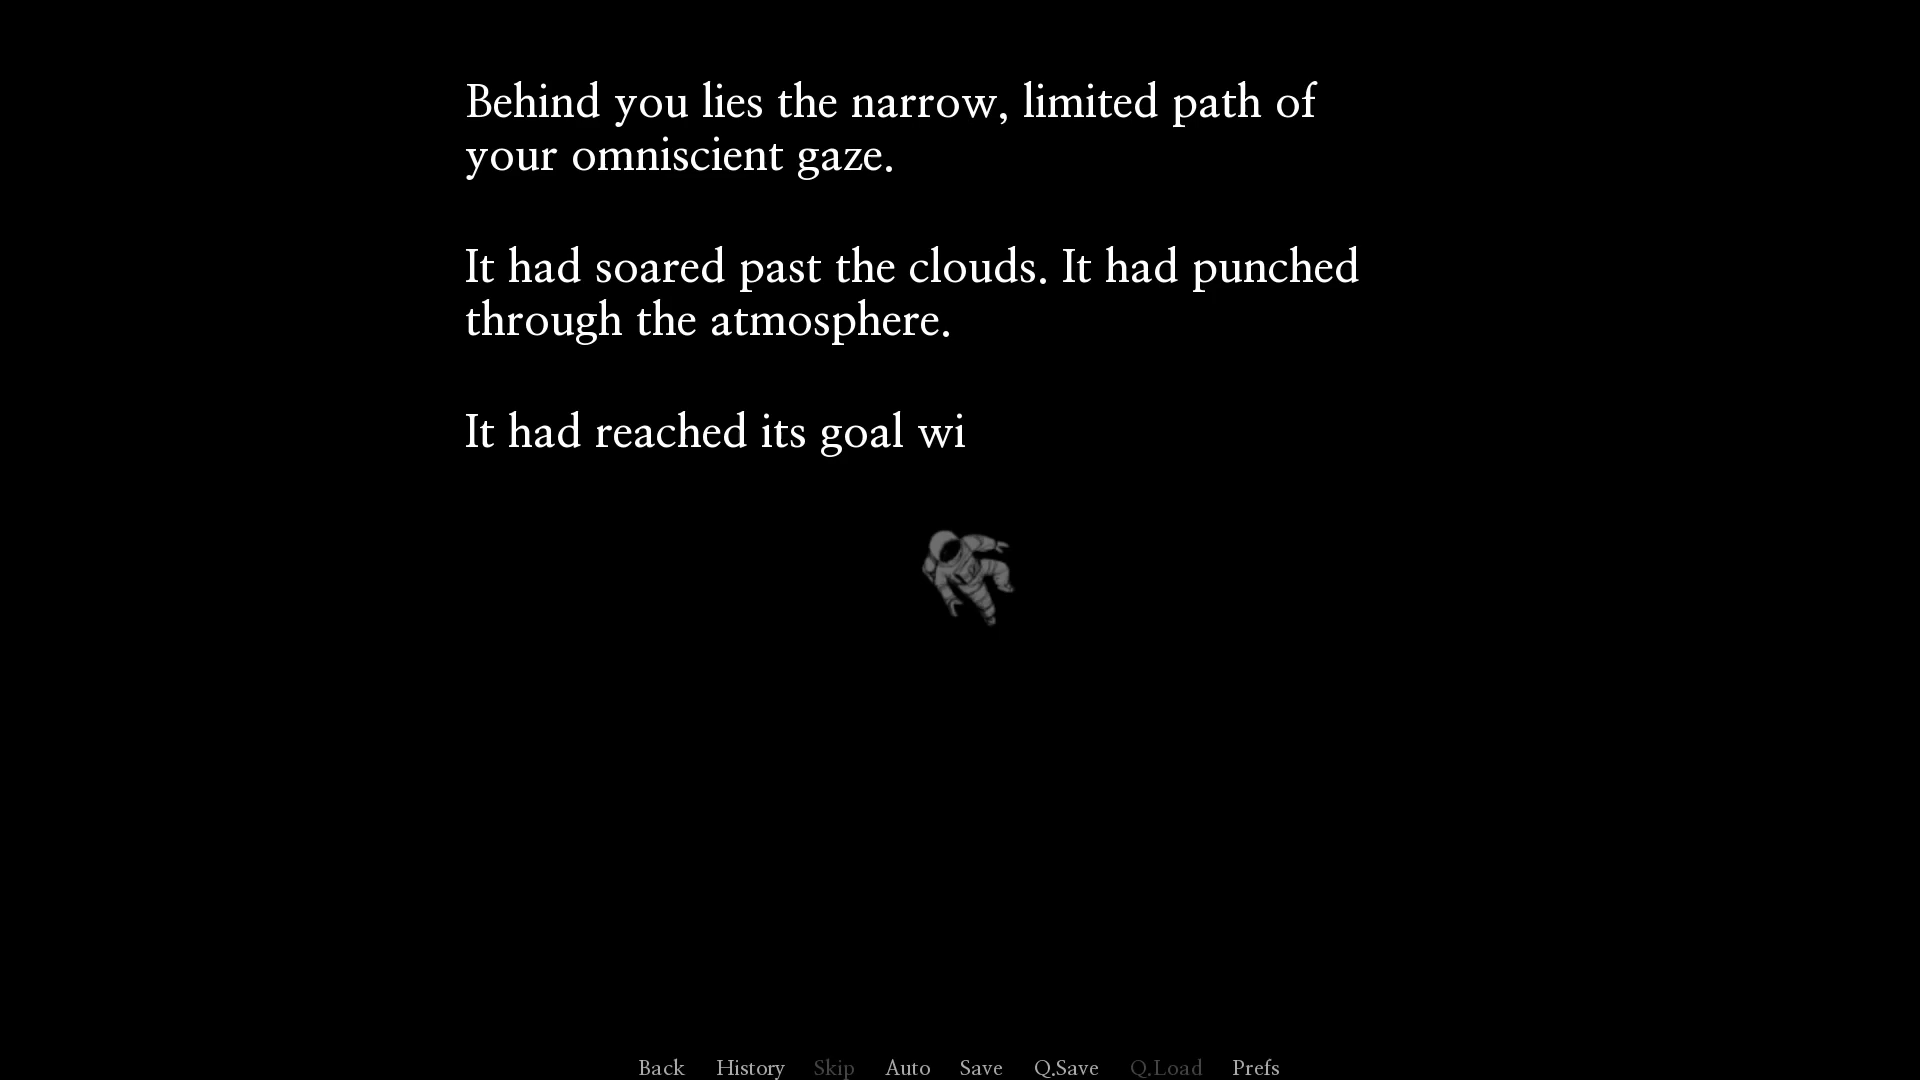 Behind you lies the narrow, limited path of
your omniscient gaze.
It had soared past the clouds. It had punched
through the atmosphere.
It had reached its goal wi
Back History Skip Auto Save Q.Save Q.Load Prefs